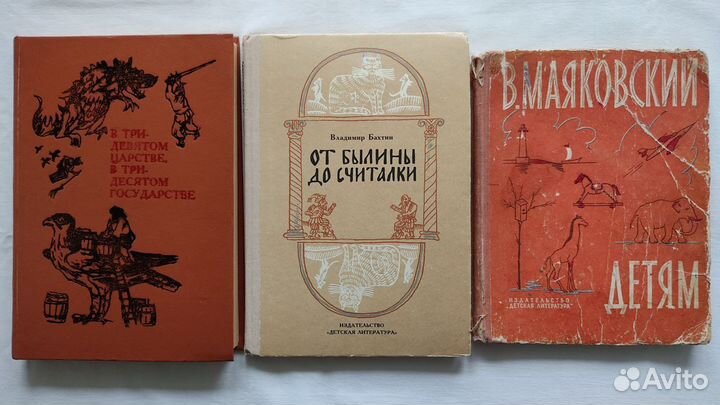 В ТРИ-
ДЕВЯТОМ
ЦАРСТВЕ,
В ТРИ-
ДЕСЯТОМ
ГОСУДАРСТВЕ
Владимир Бахтин
ОТ БЫЛИНЫ
ДО СЧИТАЛКИ
ИЗДАТЕЛЬСТВО
«ДЕТСКАЯ ЛИТЕРАТУРА»
В. МАЯКОВСКИЙ
ДЕТЯМ
ИЗДАТЕЛЬСТВО
"ДЕТСКАЯ ЛИТЕРАТУРА"
Avito